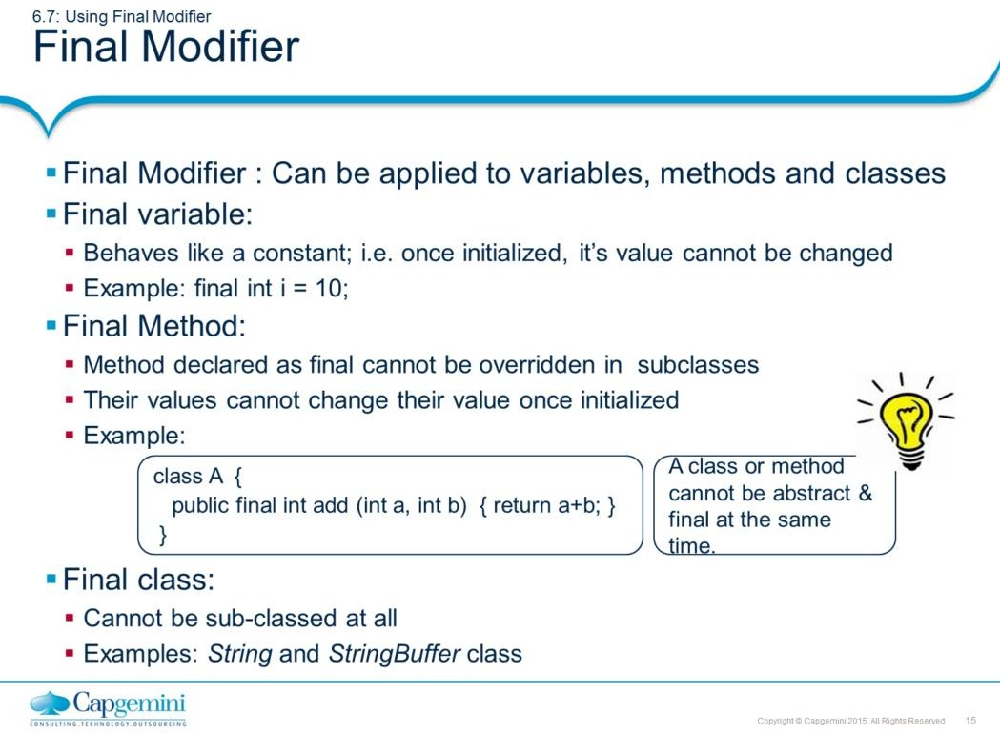 6.7: Using Final Modifier
Final Modifier
Final Modifier : Can be applied to variables, methods and classes
Final variable:
Behaves like a constant; i.e. once initialized, it's value cannot be changed
Example: final int i = 10;
Final Method:
Method declared as final cannot be overridden in subclasses
Their values cannot change their value once initialized
Example:
class A {
public final int add (int a, int b) { return a+b; }
}
A class or method
cannot be abstract &
final at the same
time.
Final class:
Cannot be sub-classed at all
Examples: String and StringBuffer class
Capgemini
CONSULTING.TECHNOLOGY.OUTSOURCING
Copyright © Capgemini 2015. All Rights Reserved 15